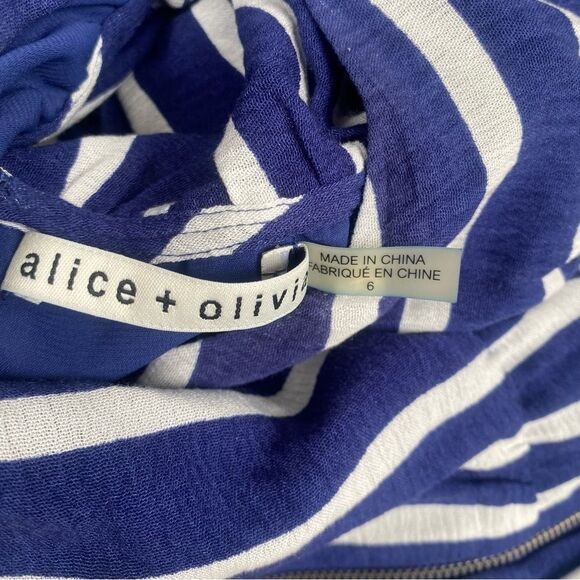 alice + olivia
MADE IN CHINA
FABRIQUÉ EN CHINE
6